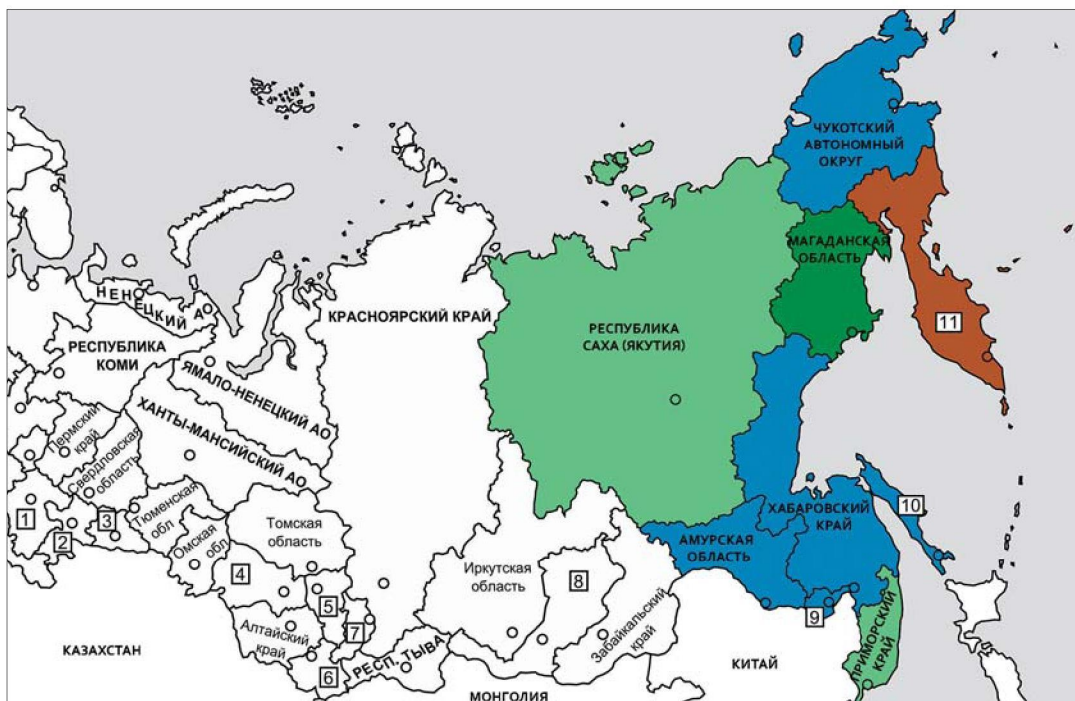 ЧУКОТСКИЙ
АВТОНОМНЫЙ
ОКРУГ
МАГАДАНСКАЯ
ОБЛАСТЬ
НЕНЕЦКИЙ АО
КРАСНОЯРСКИЙ КРАЙ
РЕСПУБЛИКА
САХА (ЯКУТИЯ)
11
РЕСПУБЛИКА
КОМИ
ЯМАЛО-НЕНЕЦКИЙ АО
ХАНТЫ-МАНСИЙСКИЙ АО
Пермский
край
Свердловская
область
1
2
3
Тюменская
обл
Омская
обл
Томская
область
4
5
Алтайский
край
6
7
РЕСП. ТЫВА
Иркутская
область
8
Забайкальский
край
АМУРСКАЯ
ОБЛАСТЬ
ХАБАРОВСКИЙ
КРАЙ
10
9
ПРИМОРСКИЙ
КРАЙ
КАЗАХСТАН
МОНГОЛИЯ
КИТАЙ